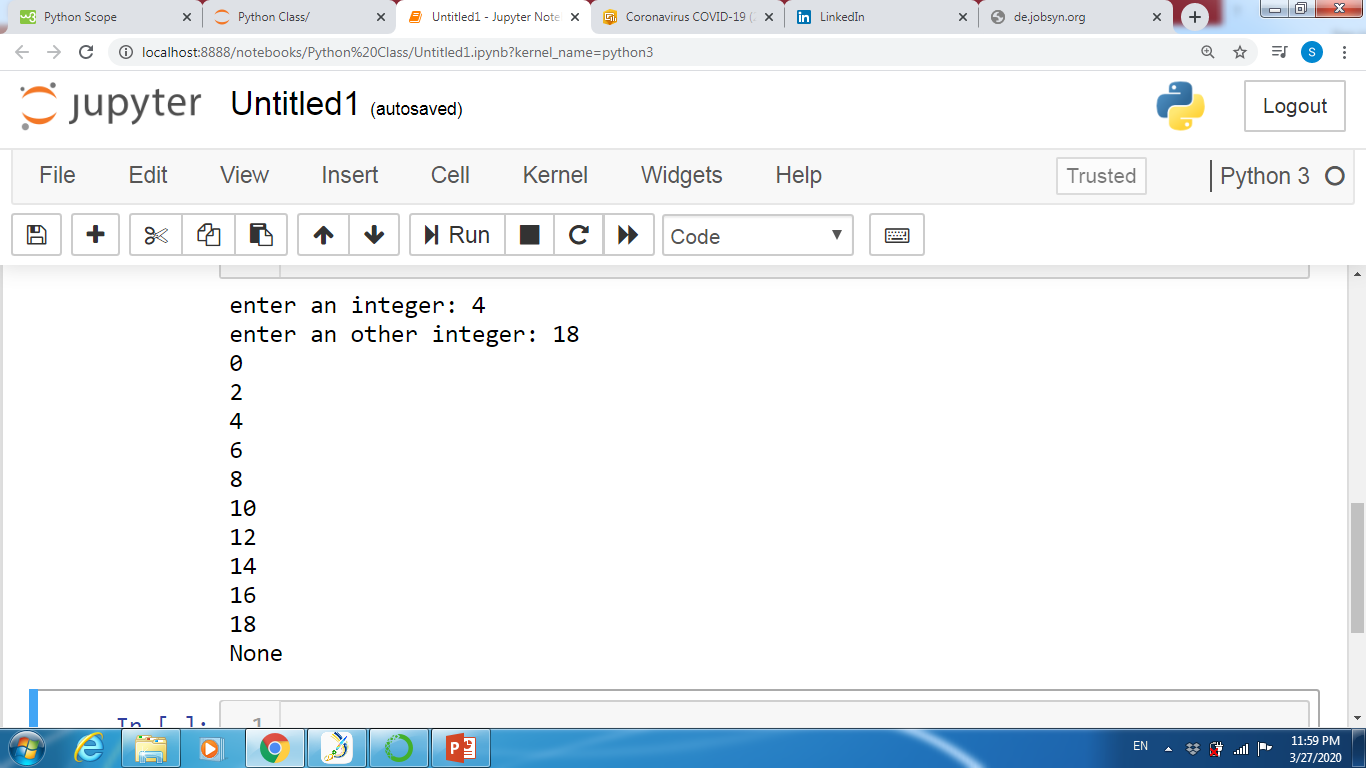 Python Scope
Python Class/
Untitled1 - Jupyter Note
Coronavirus COVID-19 (2
LinkedIn
de.jobsyn.org
localhost:8888/notebooks/Python%20Class/Untitled1.ipynb?kernel_name=python3
S
jupyter
Untitled1 (autosaved)
Logout
File Edit View Insert Cell Kernel Widgets Help
Trusted
Python 3
Run
Code
enter an integer: 4
enter an other integer: 18
0
2
4
6
8
10
12
14
16
18
None
In [ ]:
1
EN
11:59 PM
3/27/2020